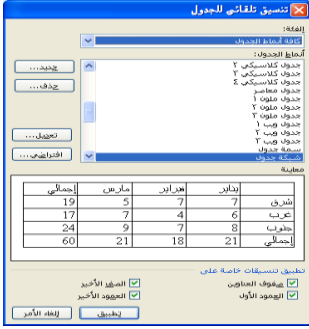 تنسيق تلقائي للجدول
الفئة:
كافة أنماط الجدول
أنماط الجدول:
جدول كلاسيكي ٢
جدول كلاسيكي ٣
جدول كلاسيكي ٤
جدول معاصر
جدول ملون ١
جدول ملون ٢
جدول ملون ٣
جدول ويب ١
جدول ويب ٢
جدول ويب ٣
سمة جدول
شبكة جدول
جديد...
حذف...
تعديل...
افتراضي...
معاينة
يناير فبراير مارس إجمالي
شرق 7 7 5 19
غرب 6 4 7 17
جنوب 8 7 9 24
إجمالي 21 18 21 60
تطبيق تنسيقات خاصة على
صفوف العناوين الصف الأخير
العمود الأول العمود الأخير
تطبيق إلغاء الأمر